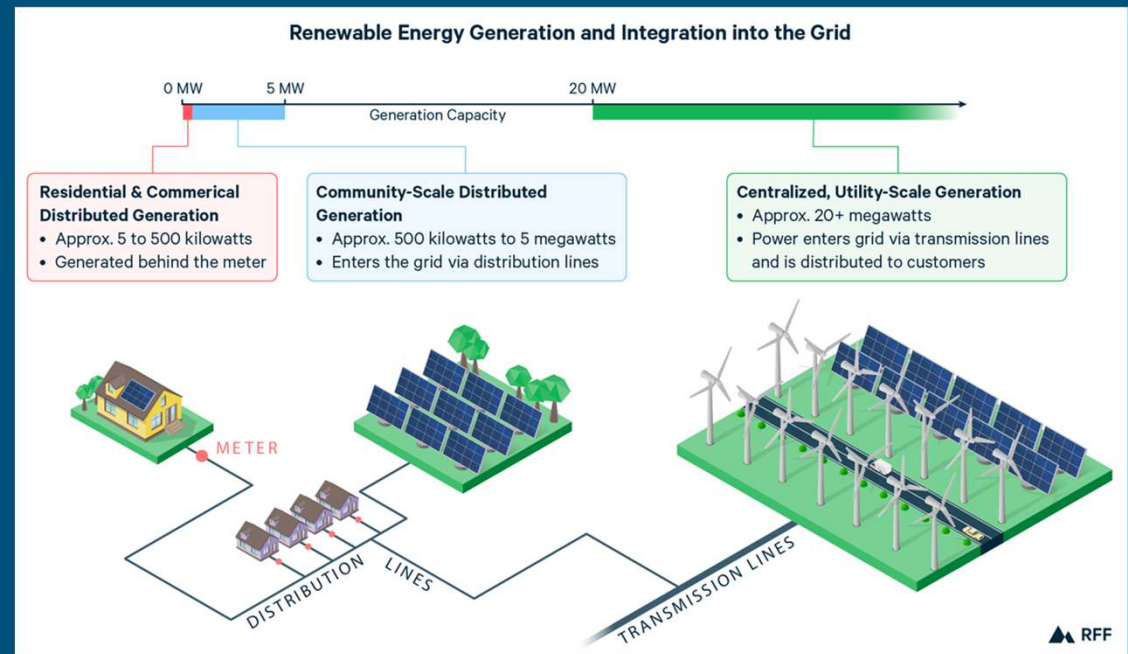 Renewable Energy Generation and Integration into the Grid
0 MW
5 MW
20 MW
Generation Capacity
Residential & Commerical
Distributed Generation
• Approx. 5 to 500 kilowatts
• Generated behind the meter
Community-Scale Distributed
Generation
• Approx. 500 kilowatts to 5 megawatts
• Enters the grid via distribution lines
Centralized, Utility-Scale Generation
• Approx. 20+ megawatts
• Power enters grid via transmission lines
and is distributed to customers
METER
DISTRIBUTION LINES
TRANSMISSION LINES
RFF